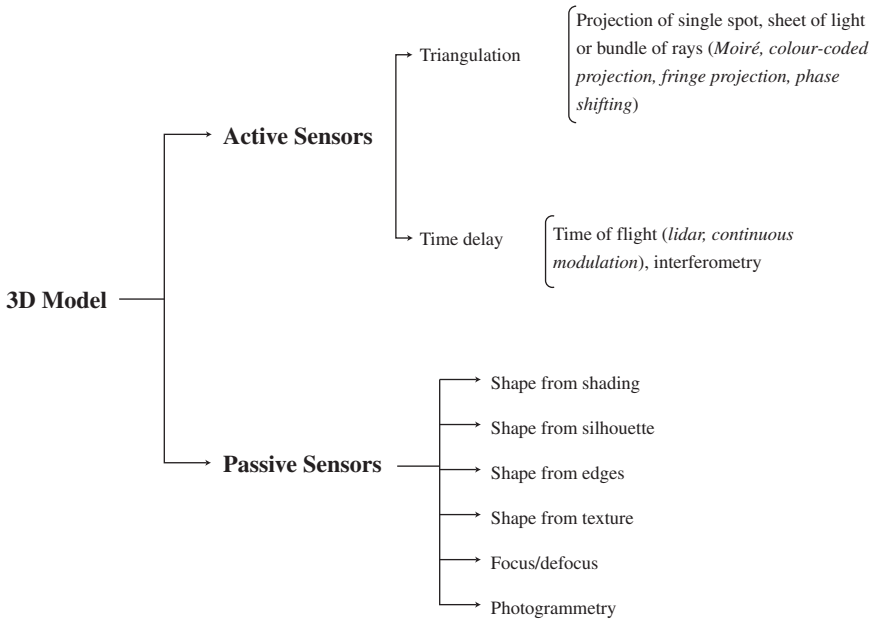 3D Model
Active Sensors
Triangulation
Projection of single spot, sheet of light
or bundle of rays (Moiré, colour-coded
projection, fringe projection, phase
shifting)
Time delay
Time of flight (lidar, continuous
modulation), interferometry
Passive Sensors
Shape from shading
Shape from silhouette
Shape from edges
Shape from texture
Focus/defocus
Photogrammetry